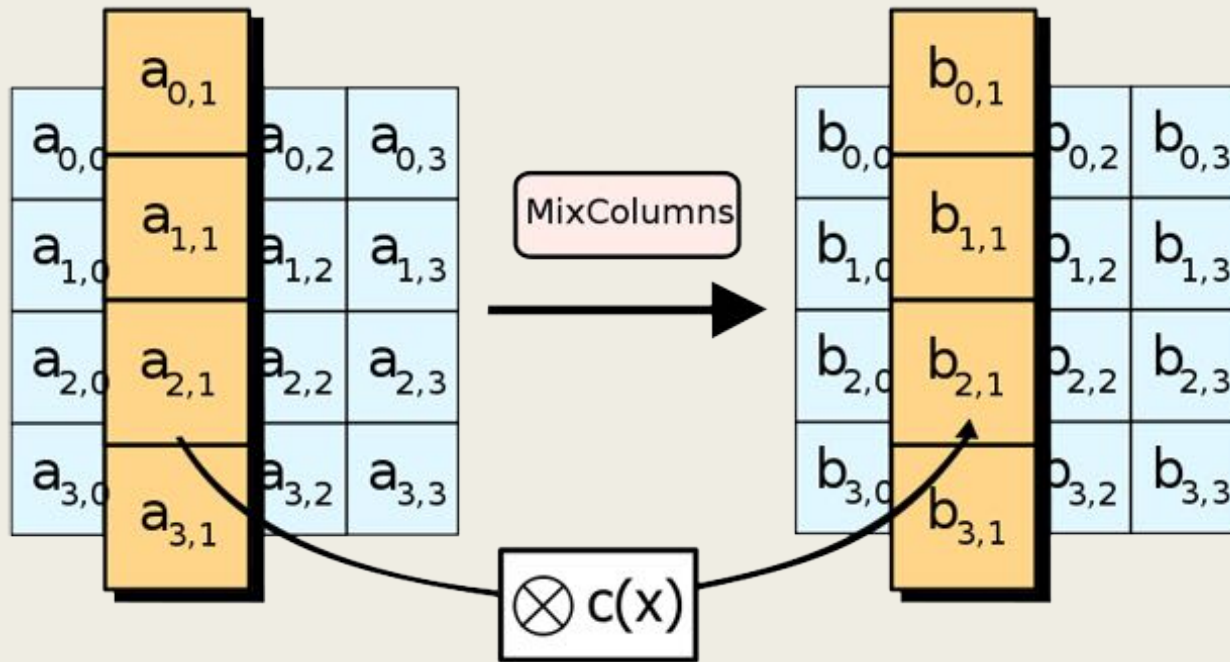 a0,1 b0,1
a0,0 a0,2 a0,3 b0,0 b0,2 b0,3
MixColumns
a1,1 b1,1
a1,0 a1,2 a1,3 b1,0 b1,2 b1,3
a2,1 b2,1
a2,0 a2,2 a2,3 b2,0 b2,2 b2,3
a3,0 a3,2 a3,3 b3,0 b3,2 b3,3
a3,1 b3,1
⊗ c(x)